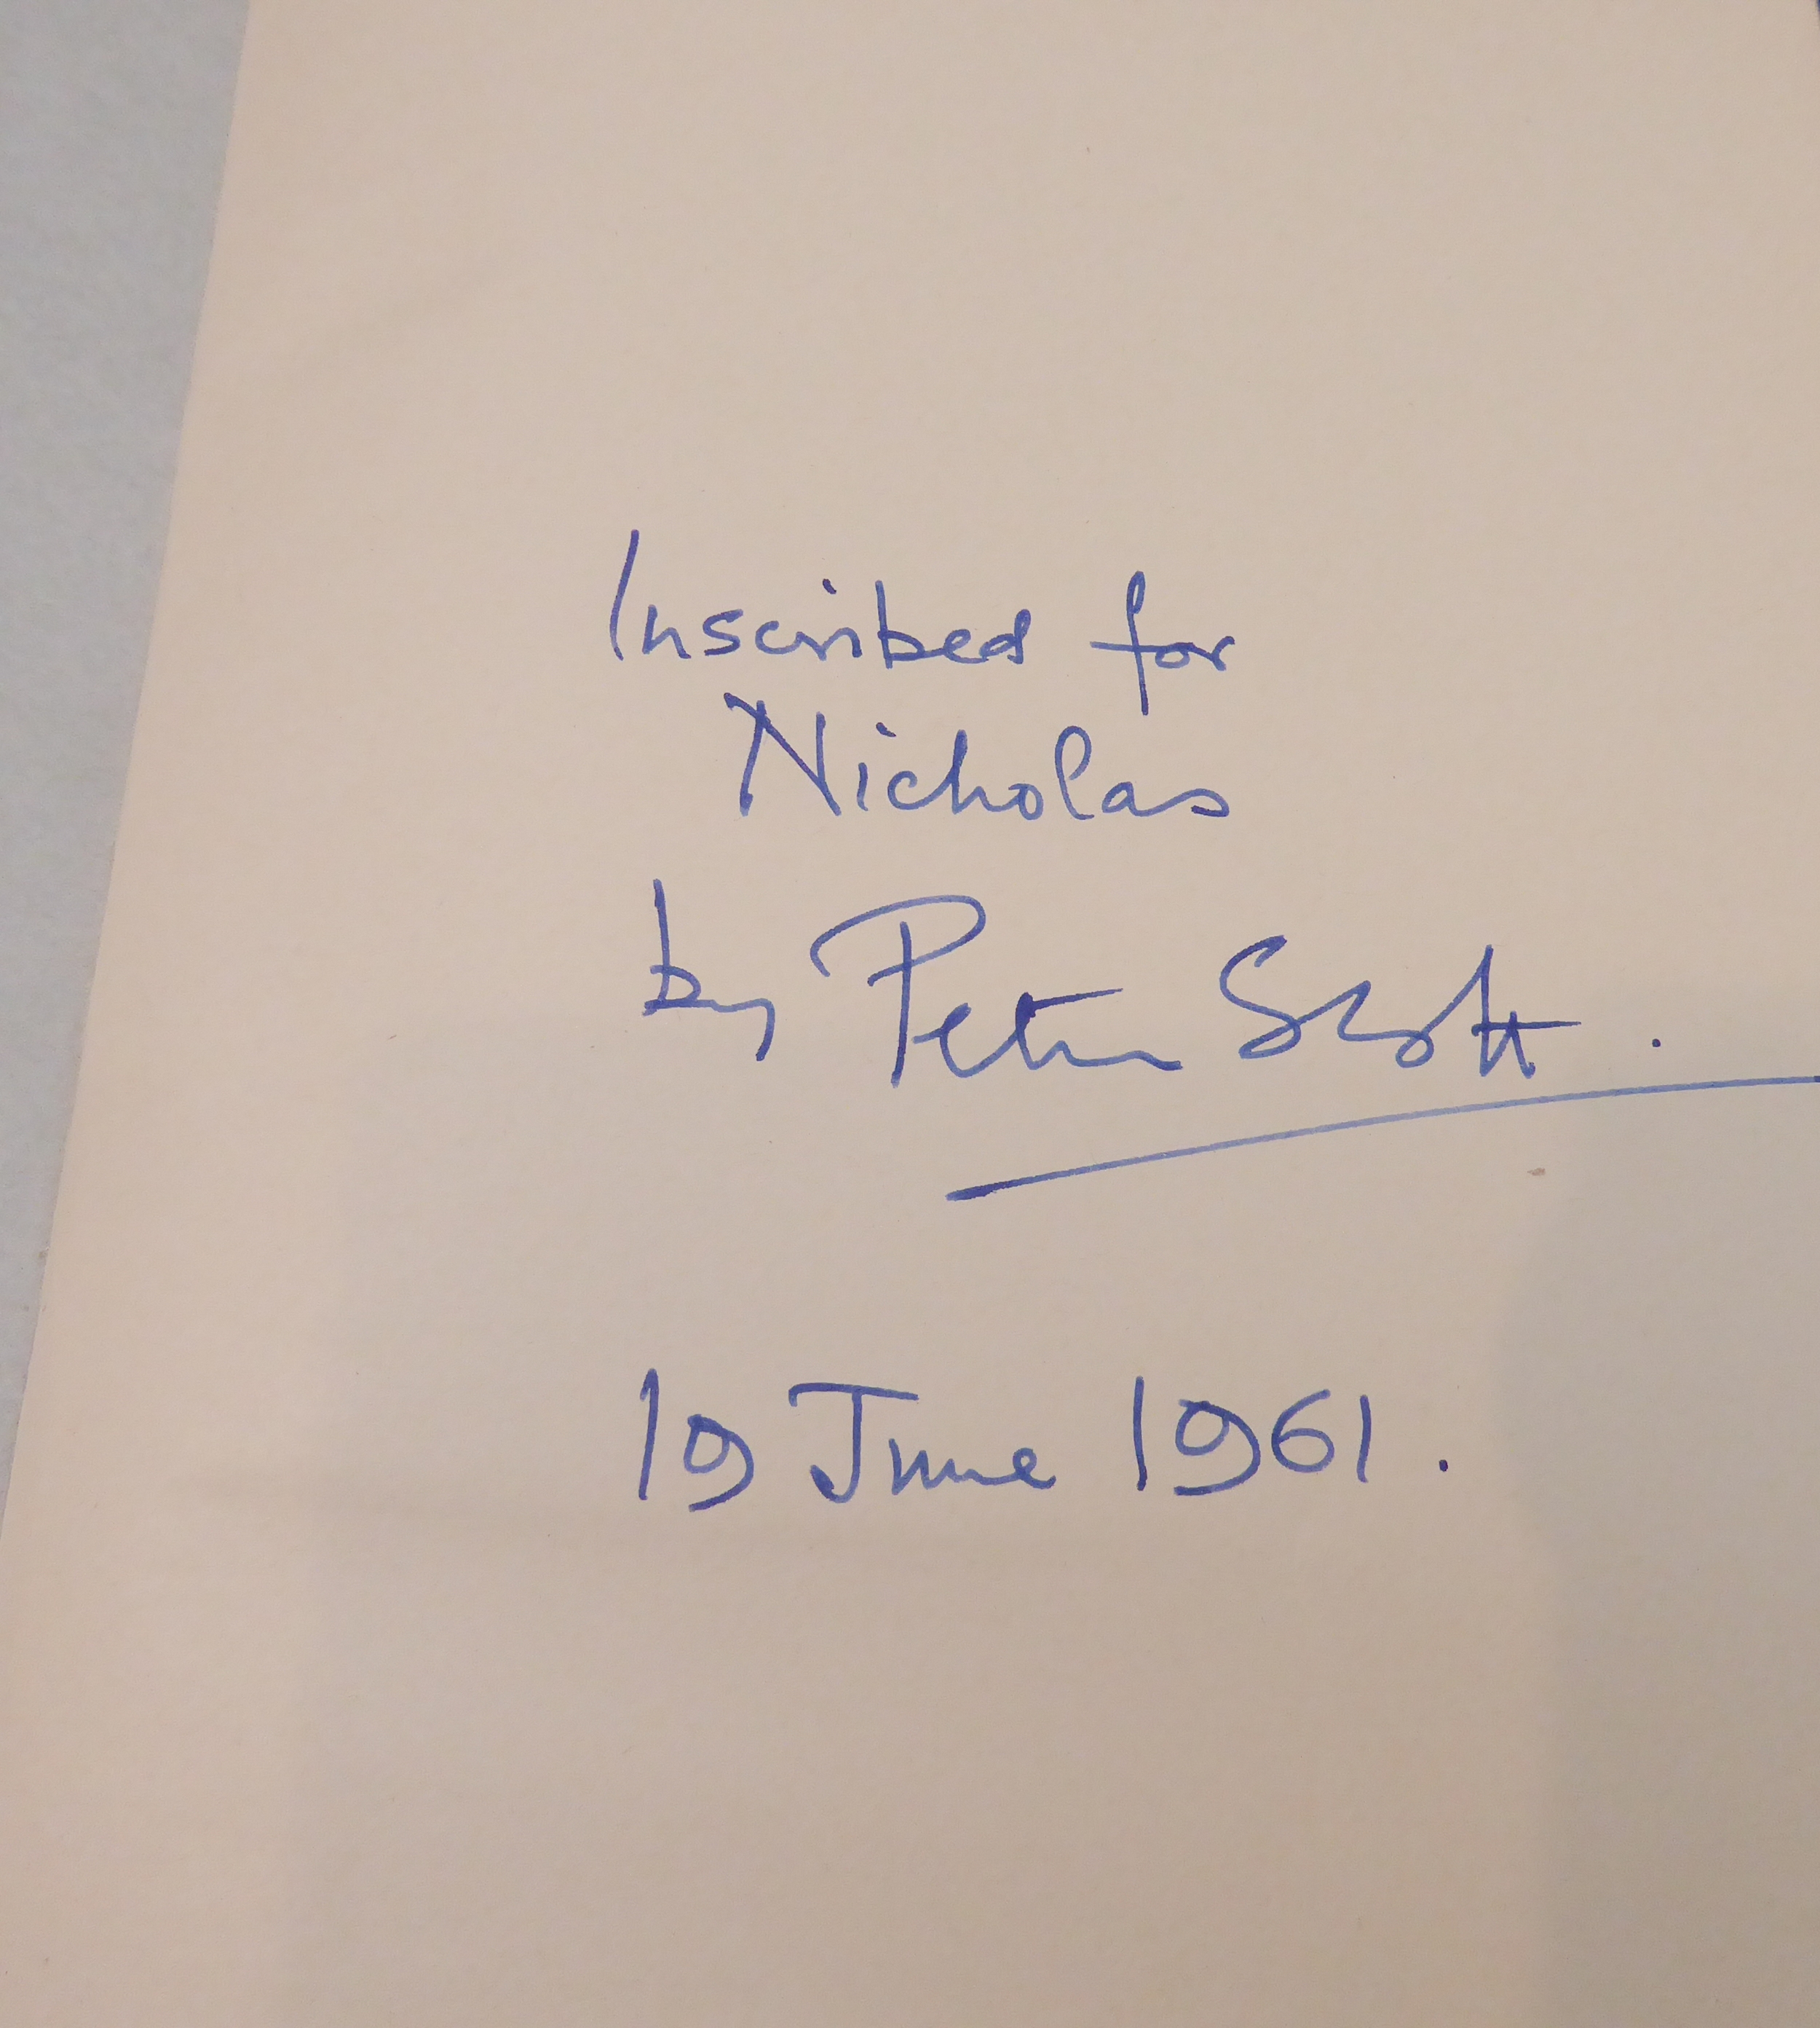 Inscribed for
Nicholas
by Peter Scott.
19 June 1961.